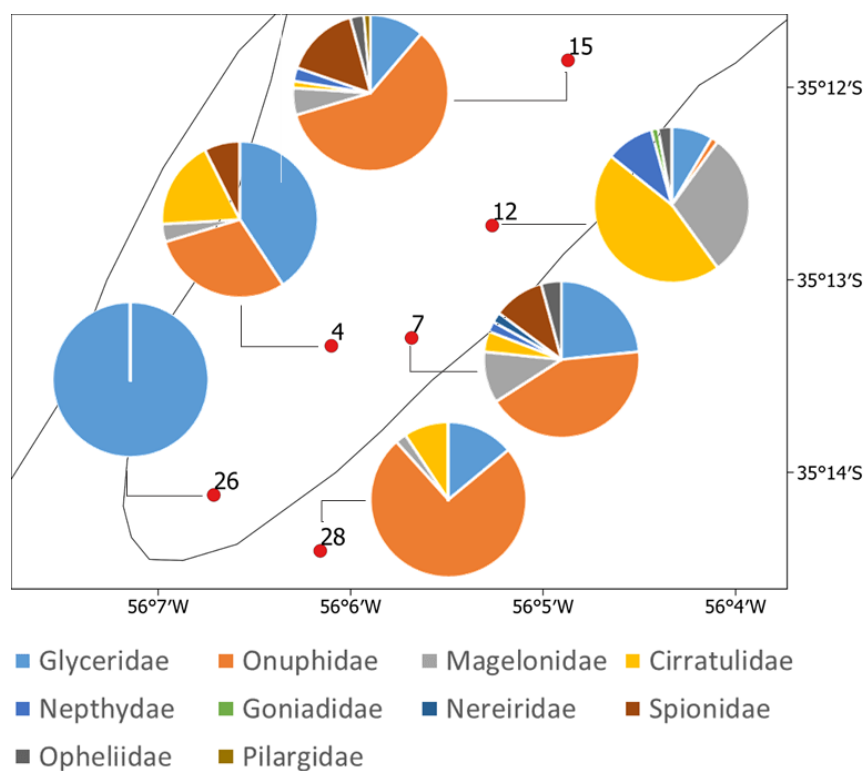 15
35°12'S
12
35°13'S
4
7
26
35°14'S
28
56°7'W 56°6'W 56°5'W 56°4'W
Glyceridae Onuphidae Magelonidae Cirratulidae
Nepthydae Goniadidae Nereiridae Spionidae
Opheliidae Pilargidae